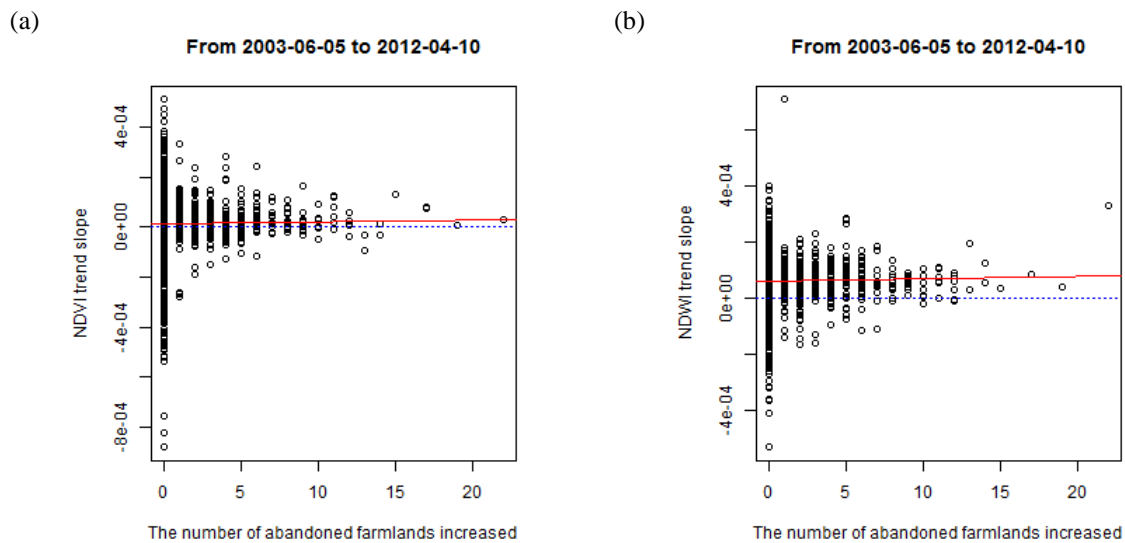 (a)
From 2003-06-05 to 2012-04-10
NDVI trend slope
4e-04
0e+00
-4e-04
-8e-04
0 5 10 15 20
The number of abandoned farmlands increased
(b)
From 2003-06-05 to 2012-04-10
NDWI trend slope
4e-04
0e+00
-4e-04
0 5 10 15 20
The number of abandoned farmlands increased